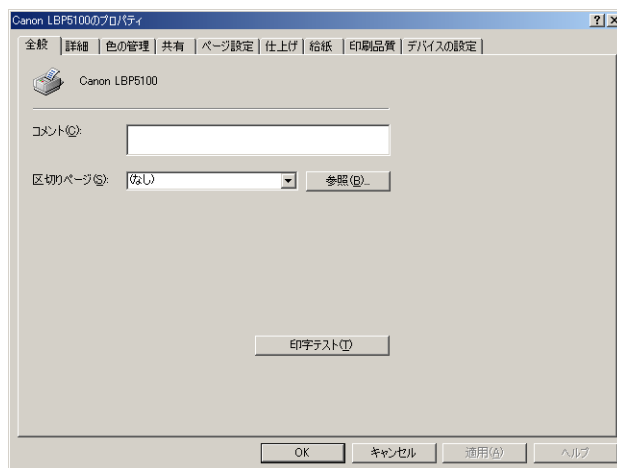 Canon LBP5100のプロパティ
全般 詳細 色の管理 共有 ページ設定 仕上げ 給紙 印刷品質 デバイスの設定
Canon LBP5100
コメント(C):
区切りページ(S): (なし) 参照(B)...
印字テスト(T)
OK キャンセル 適用(A) ヘルプ